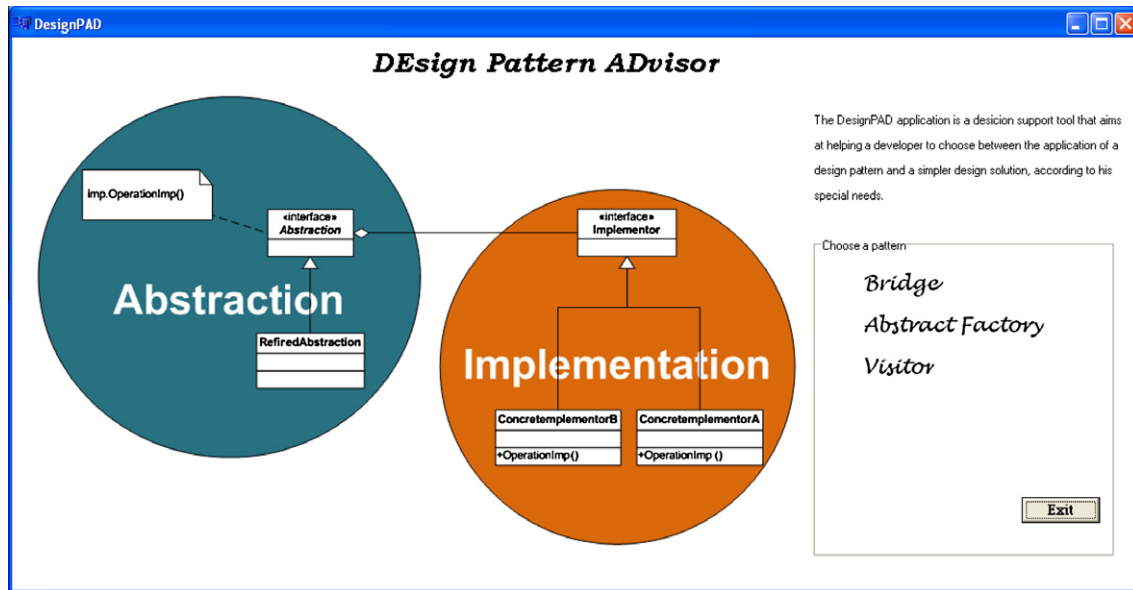 DesignPAD
DEsign Pattern ADvisor
The DesignPAD application is a desicion support tool that aims
at helping a developer to choose between the application of a
design pattern and a simpler design solution, according to his
special needs.
imp.OperationImp()
«interface»
Abstraction
Abstraction
RefiredAbstraction
«interface»
Implementor
Implementation
ConcretemplementorB
+OperationImp()
ConcretemplementorA
+OperationImp ()
Choose a pattern
Bridge
Abstract Factory
Visitor
Exit